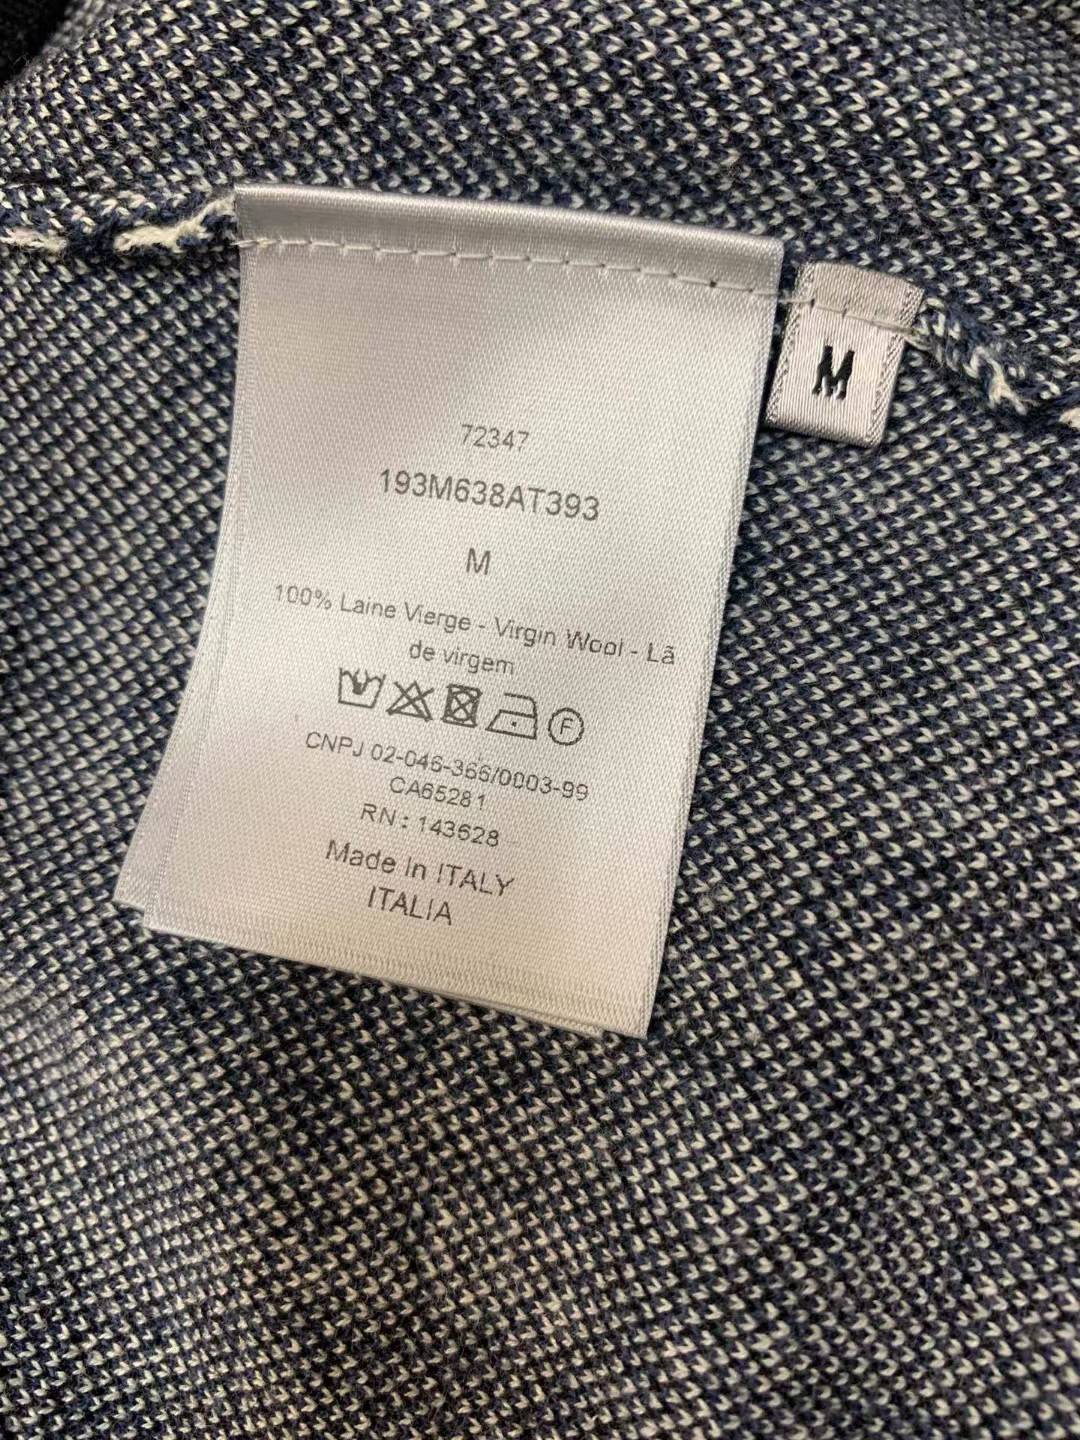 72347
193M638AT393
M
100% Laine Vierge - Virgin Wool - Lã
de virgem
F
CNPJ 02-046-366/0003-99
CA65281
RN : 143628
Made In ITALY
ITALIA
M